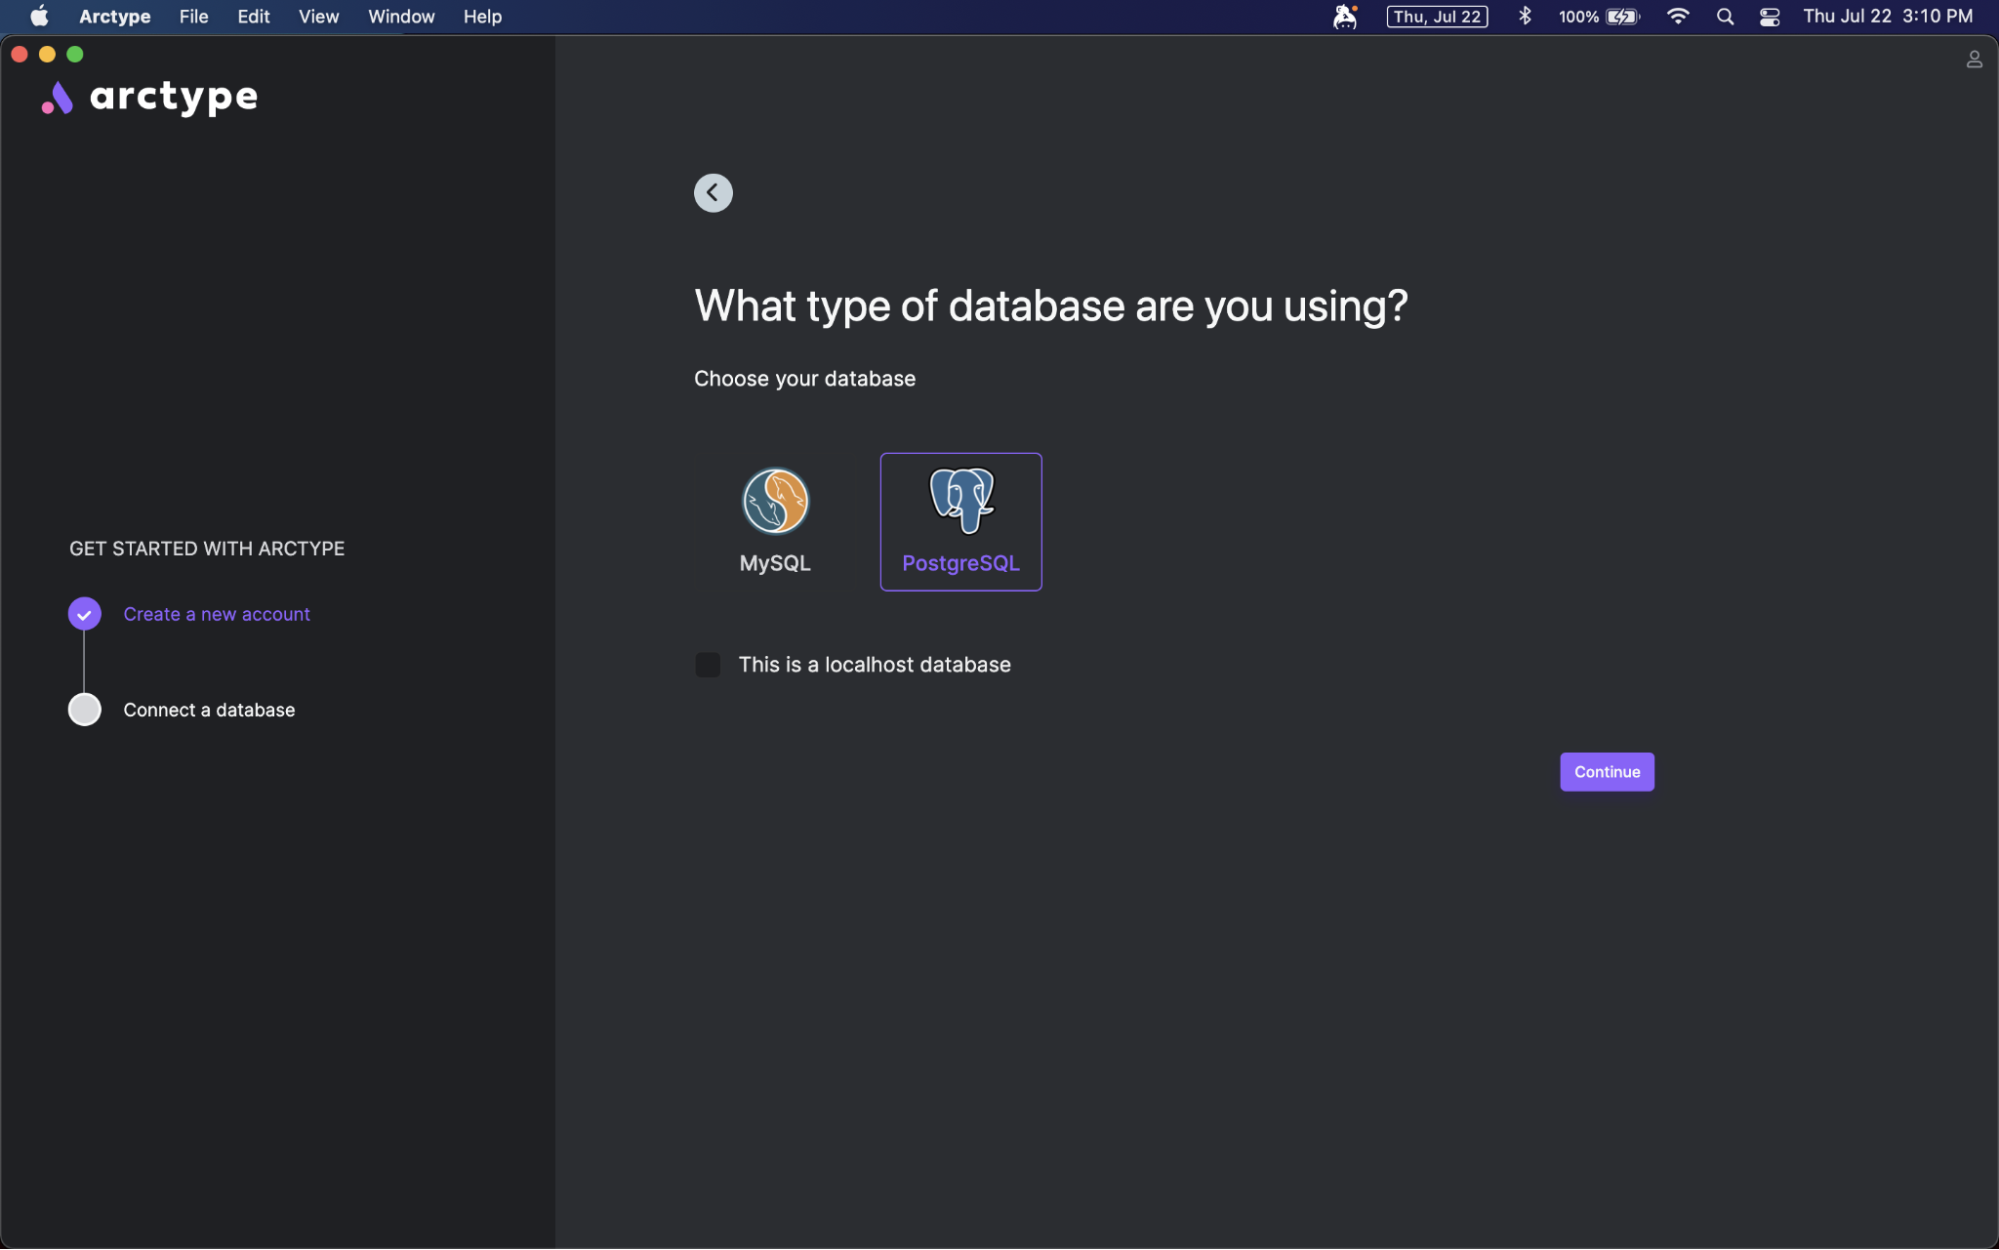 Arctype File Edit View Window Help Thu, Jul 22 100% Thu Jul 22 3:10 PM
arctype
What type of database are you using?
Choose your database
MySQL PostgreSQL
This is a localhost database
Continue
GET STARTED WITH ARCTYPE
Create a new account
Connect a database